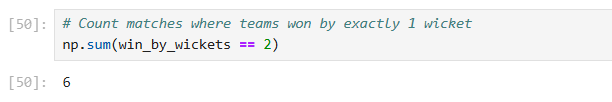 [50]: # Count matches where teams won by exactly 1 wicket
np.sum(win_by_wickets == 2)
[50]: 6